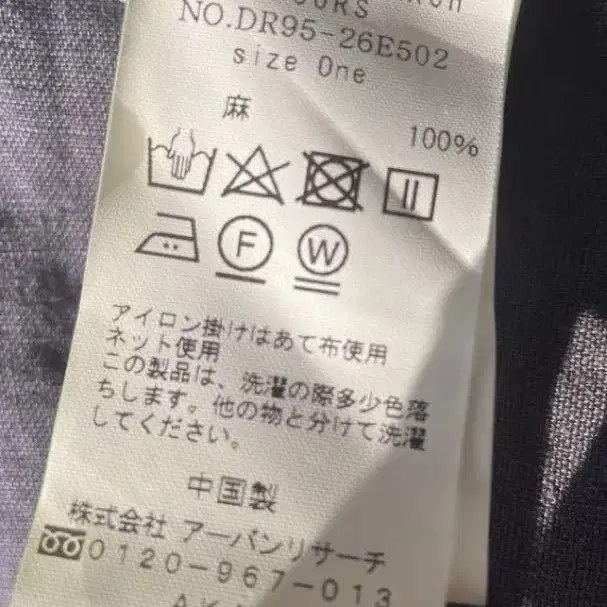 NO.DR95-26E502
size One
麻
100%
F
W
アイロン掛けはあて布使用
ネット使用
この製品は、洗濯の際多少色落
ちします。他の物と分けて洗濯
してください。
中国製
株式会社 アーバンリサーチ
0120-967-013